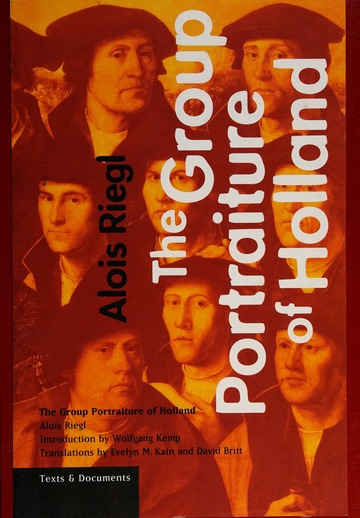 Alois Riegl
The Group
Portraiture
of Holland
The Group Portraiture of Holland
Alois Riegl
Introduction by Wolfgang Kemp
Translations by Evelyn M. Kain and David Britt
Texts & Documents